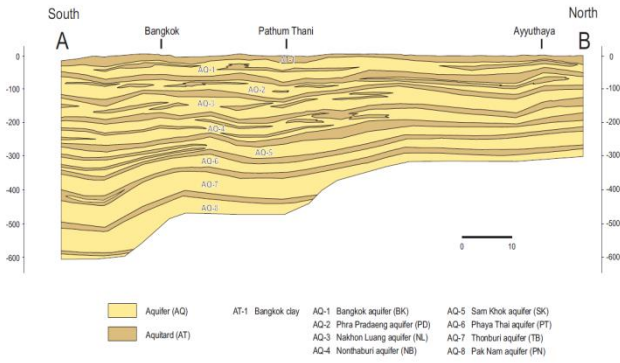 South North
Bangkok Pathum Thani Ayyuthaya
A B
0 0
AQ-1
-100 AQ-2 -100
AQ-3
-200 AQ-4 -200
AQ-5
-300 AQ-6 -300
AQ-7
-400 -400
AQ-8
-500 -500
0 10
-600 -600
Aquifer (AQ) AT-1 Bangkok clay AQ-1 Bangkok aquifer (BK) AQ-5 Sam Khok aquifer (SK)
AQ-2 Phra Pradaeng aquifer (PD) AQ-6 Phaya Thai aquifer (PT)
Aquitard (AT) AQ-3 Nakhon Luang aquifer (NL) AQ-7 Thonburi aquifer (TB)
AQ-4 Nonthaburi aquifer (NB) AQ-8 Pak Nam aquifer (PN)